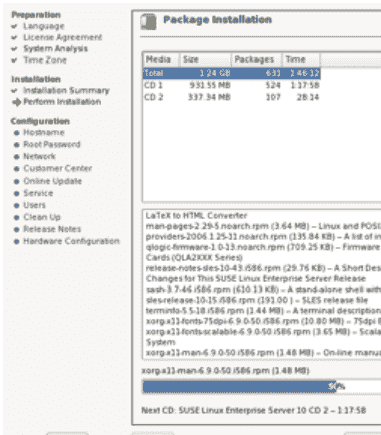 Preparation
Language
License Agreement
System Analysis
Time Zone
Installation
Installation Summary
Perform Installation
Configuration
Hostname
Root Password
Network
Customer Center
Online Update
Service
Users
Clean Up
Release Notes
Hardware Configuration
Package Installation
Media Size Packages Time
Total 1.24 GB 631 1:46:12
CD 1 931.55 MB 524 1:17:58
CD 2 337.34 MB 107 28:14
LaTeX to HTML Converter
man-pages-2.29-5.noarch.rpm (3.64 MB) -- Linux and POSI
providers-2006.1.25-11.noarch.rpm (135.84 KB) -- A list of in
qlogic-firmware-1.0-13.noarch.rpm (709.25 KB) -- Firmware
Cards (QLA2XXX Series)
release-notes-sles-10-43.i586.rpm (29.76 KB) -- A Short Des
Changes for This SUSE Linux Enterprise Server Release
sash-3.7-46.i586.rpm (610.13 KB) -- A stand-alone shell with
sles-release-10-15.i586.rpm (191.00 ) -- SLES release file
terminfo-5.5-18.i586.rpm (1.44 MB) -- A terminal description
xorg-x11-fonts-75dpi-6.9.0-50.i586.rpm (10.80 MB) -- 75dpi B
xorg-x11-fonts-scalable-6.9.0-50.i586.rpm (3.65 MB) -- Scala
System
xorg-x11-man-6.9.0-50.i586.rpm (1.48 MB) -- On-line manua
xorg-x11-man-6.9.0-50.i586.rpm (1.48 MB)
Next CD: SUSE Linux Enterprise Server 10 CD 2 -- 1:17:58